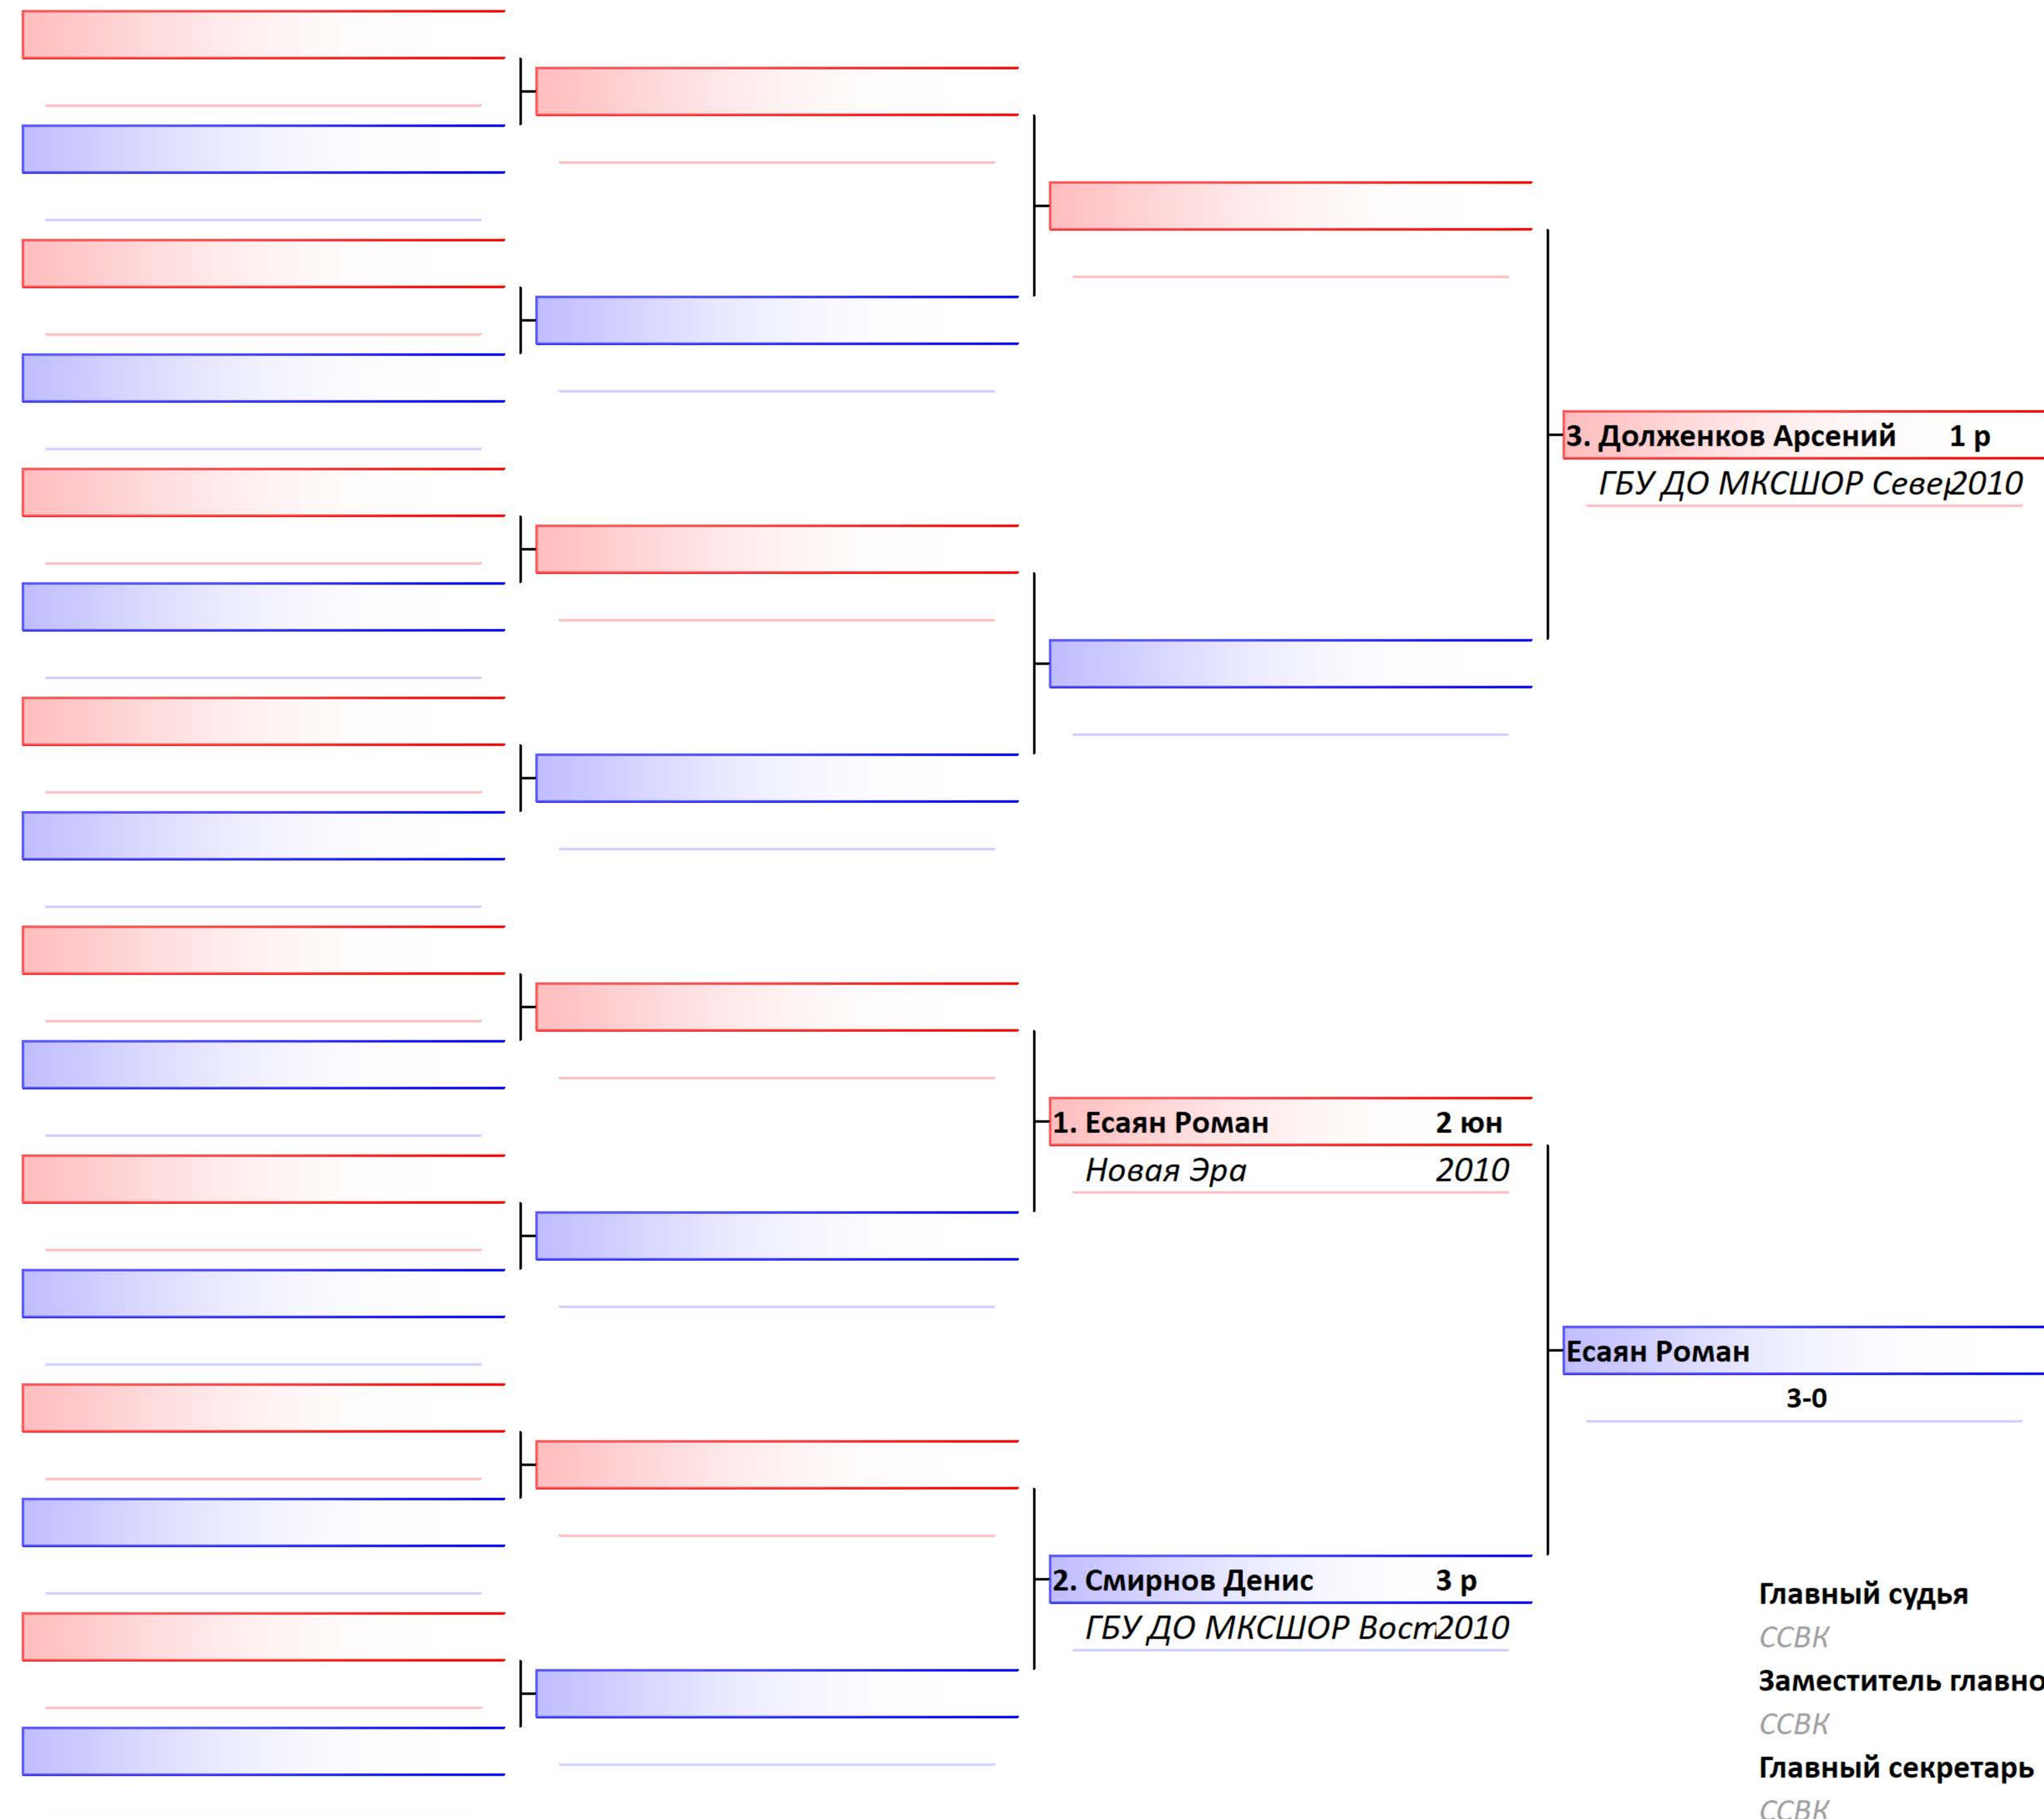 3. Долженков Арсений 1 р
ГБУ ДО МКСШОР Север 2010
1. Есаян Роман 2 юн
Новая Эра 2010
Есаян Роман
3-0
2. Смирнов Денис 3 р
ГБУ ДО МКСШОР Вост 2010
Главный судья
ССВК
Заместитель главно
ССВК
Главный секретарь
ССВК